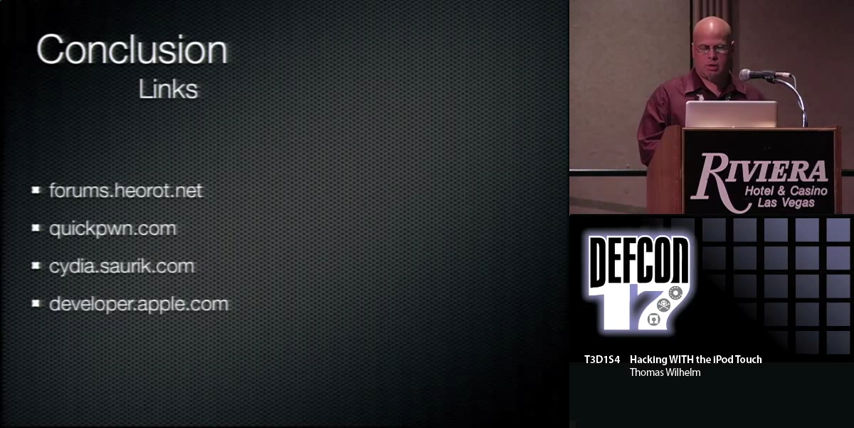 Conclusion
Links
forums.heorot.net
quickpwn.com
cydia.saurik.com
developer.apple.com
RIVIERA
Hotel & Casino
Las Vegas
DEFCON
17
T3D1S4 Hacking WITH the iPod Touch
Thomas Wilhelm